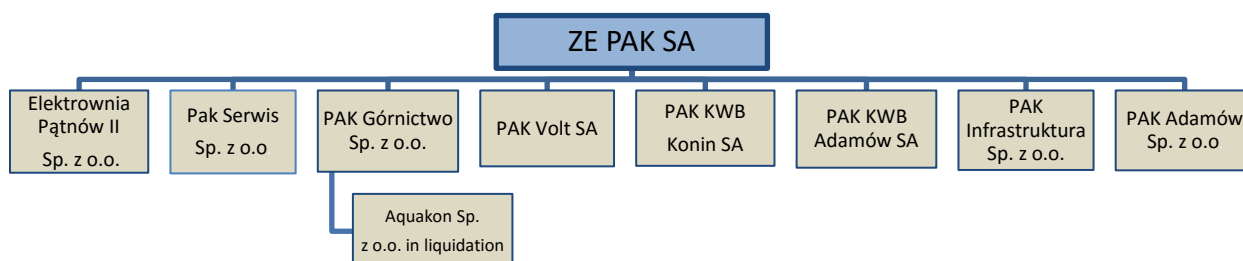 ZE PAK SA
Elektrownia
Pątnów II
Sp. z o.o.
Pak Serwis
Sp. z o.o
PAK Górnictwo
Sp. z o.o.
PAK Volt SA
PAK KWB
Konin SA
PAK KWB
Adamów SA
PAK
Infrastruktura
Sp. z o.o.
PAK Adamów
Sp. z o.o
Aquakon Sp.
z o.o. in liquidation